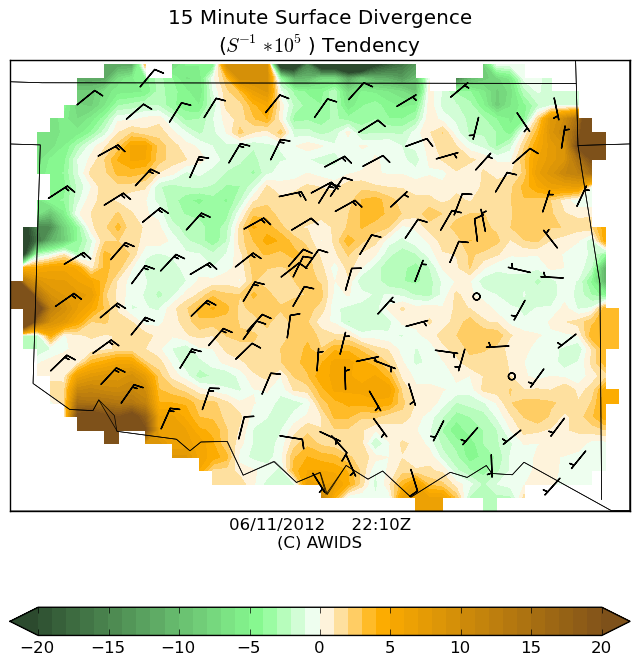 15 Minute Surface Divergence
(S⁻¹ *10⁵ ) Tendency
06/11/2012 22:10Z
(C) AWIDS
−20 −15 −10 −5 0 5 10 15 20